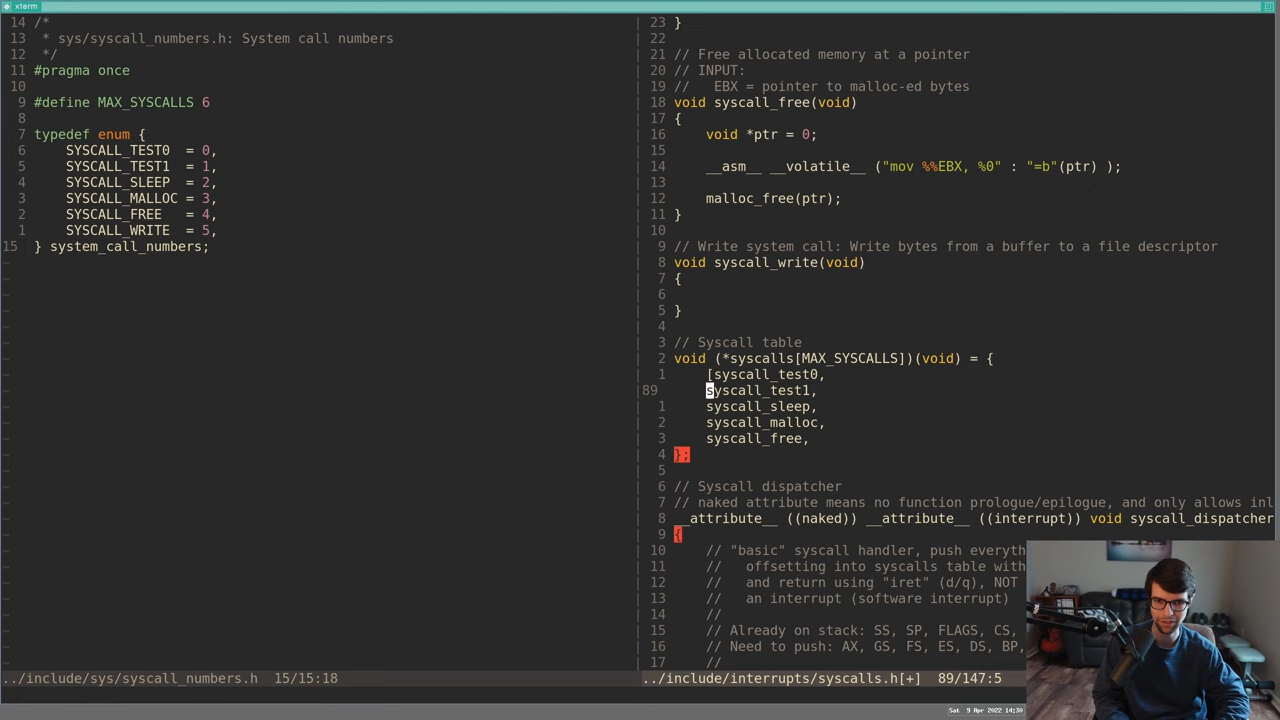 xterm
14 /*
13  * sys/syscall_numbers.h: System call numbers
12  */
11 #pragma once
10
9 #define MAX_SYSCALLS 6
8
7 typedef enum {
6     SYSCALL_TEST0  = 0,
5     SYSCALL_TEST1  = 1,
4     SYSCALL_SLEEP  = 2,
3     SYSCALL_MALLOC = 3,
2     SYSCALL_FREE   = 4,
1     SYSCALL_WRITE  = 5,
15 } system_call_numbers;
../include/sys/syscall_numbers.h  15/15:18
23 }
22
21 // Free allocated memory at a pointer
20 // INPUT:
19 //   EBX = pointer to malloc-ed bytes
18 void syscall_free(void)
17 {
16     void *ptr = 0;
15
14     __asm__ __volatile__ ("mov %%EBX, %0" : "=b"(ptr) );
13
12     malloc_free(ptr);
11 }
10
9 // Write system call: Write bytes from a buffer to a file descriptor
8 void syscall_write(void)
7 {
6
5 }
4
3 // Syscall table
2 void (*syscalls[MAX_SYSCALLS])(void) = {
1     [syscall_test0,
89     syscall_test1,
1     syscall_sleep,
2     syscall_malloc,
3     syscall_free,
4 };
5
6 // Syscall dispatcher
7 // naked attribute means no function prologue/epilogue, and only allows inl
8 __attribute__ ((naked)) __attribute__ ((interrupt)) void syscall_dispatcher
9 {
10     // "basic" syscall handler, push everyth
11     //   offsetting into syscalls table with
12     //   and return using "iret" (d/q), NOT
13     //   an interrupt (software interrupt)
14     //
15     // Already on stack: SS, SP, FLAGS, CS,
16     // Need to push: AX, GS, FS, ES, DS, BP,
17     //
../include/interrupts/syscalls.h[+]  89/147:5
Sat  9 Apr 2022 14:30